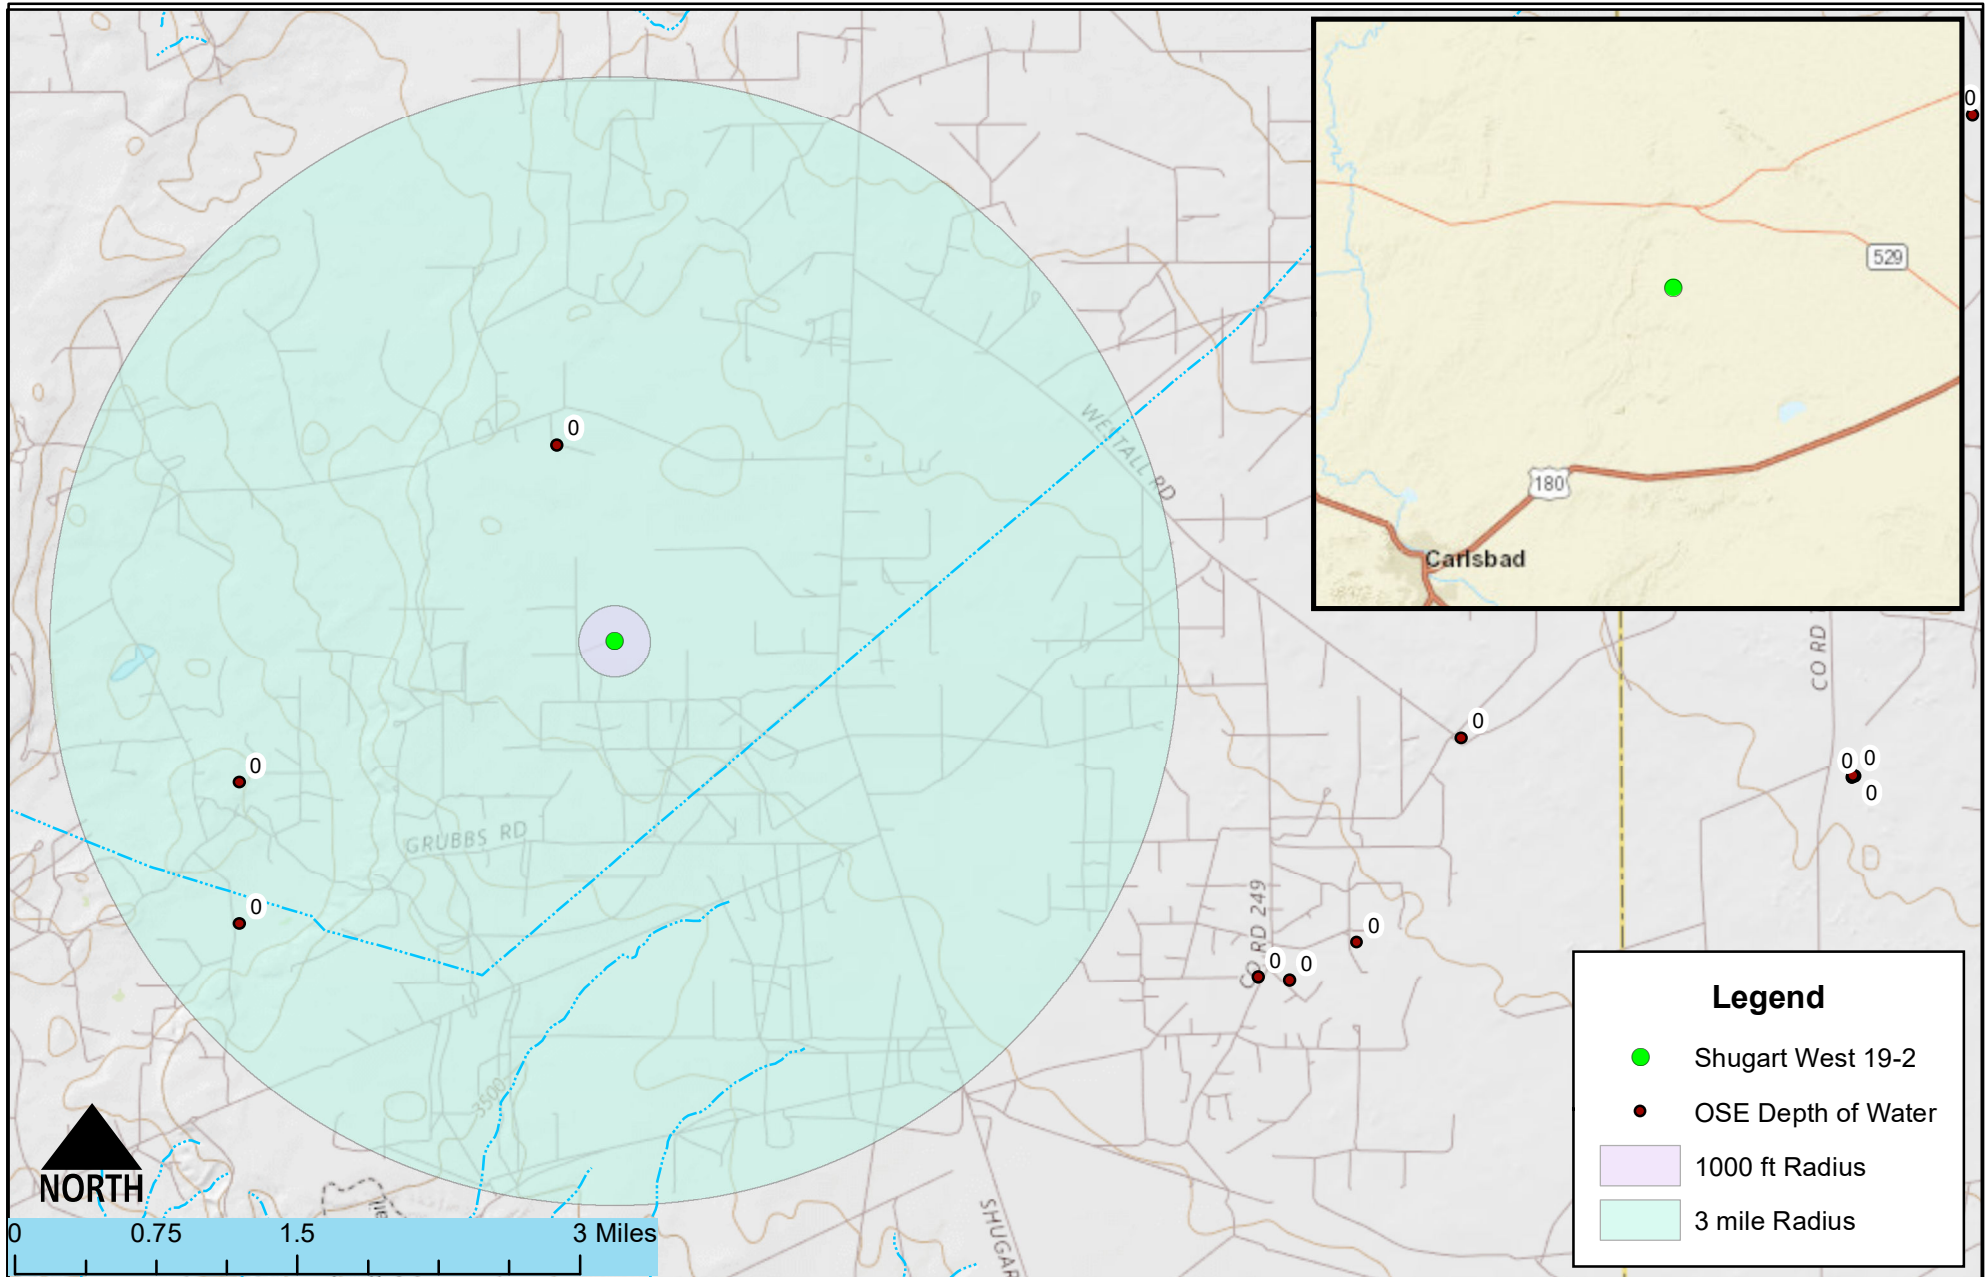 0
529
180
Carlsbad
WESTALL RD
0
CO RD
0
0
0
0
0
GRUBBS RD
0
CO RD 249
0
0
0
3500
SHUGAR
NORTH
0 0.75 1.5 3 Miles
Legend
Shugart West 19-2
OSE Depth of Water
1000 ft Radius
3 mile Radius